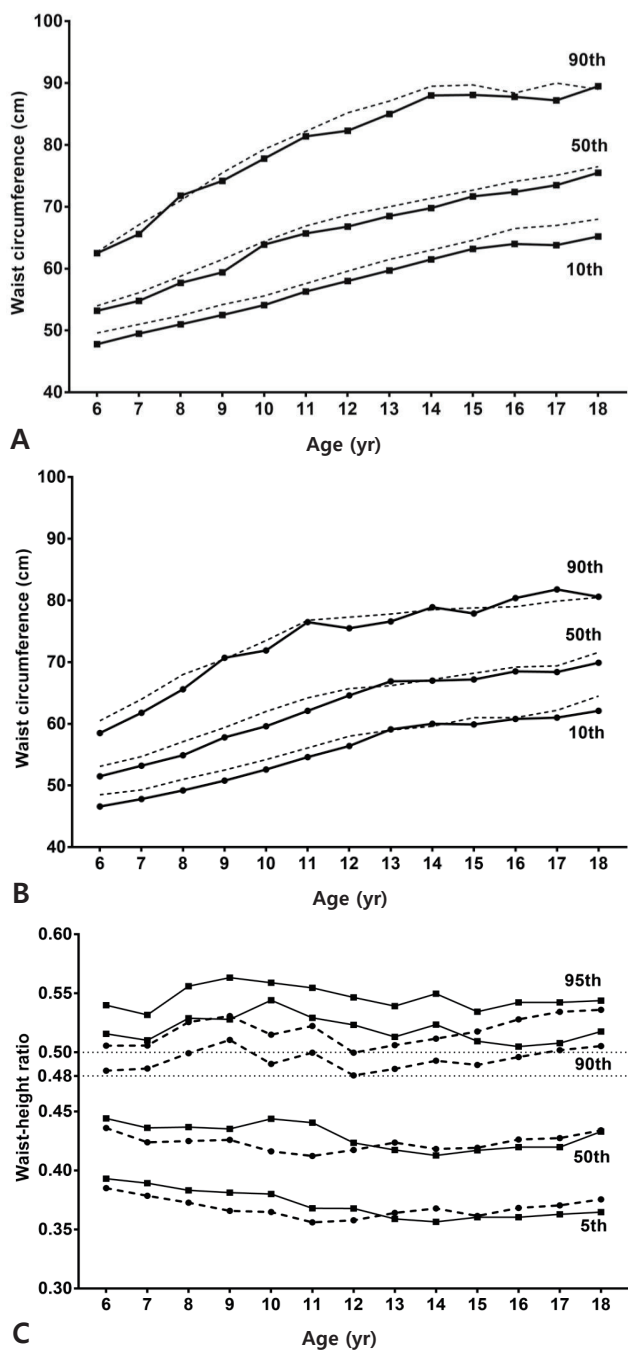 100
90
80
70
60
50
40
Waist circumference (cm)
90th
50th
10th
6 7 8 9 10 11 12 13 14 15 16 17 18
A
Age (yr)
100
90
80
70
60
50
40
Waist circumference (cm)
90th
50th
10th
6 7 8 9 10 11 12 13 14 15 16 17 18
B
Age (yr)
0.60
0.55
0.50
0.48
0.45
0.40
0.35
0.30
Waist-height ratio
95th
90th
50th
5th
6 7 8 9 10 11 12 13 14 15 16 17 18
C
Age (yr)